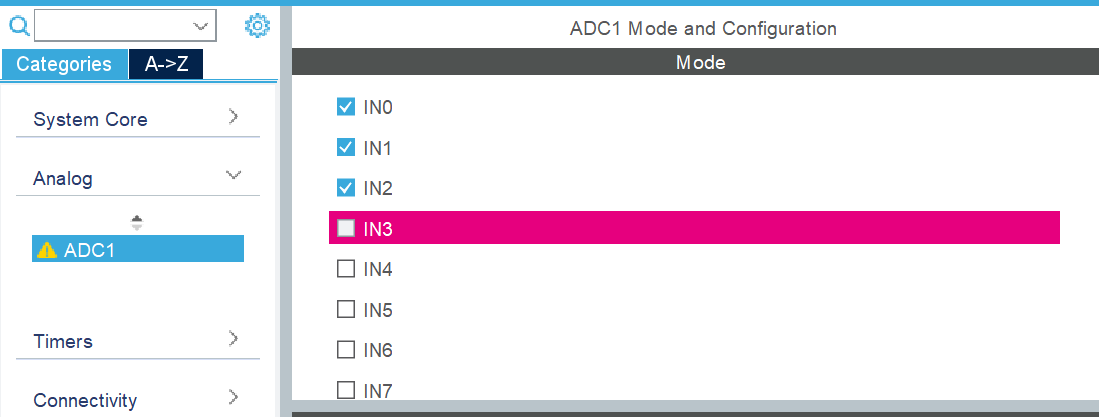 ADC1 Mode and Configuration
Mode
Categories
A->Z
System Core
Analog
ADC1
Timers
Connectivity
IN0
IN1
IN2
IN3
IN4
IN5
IN6
IN7